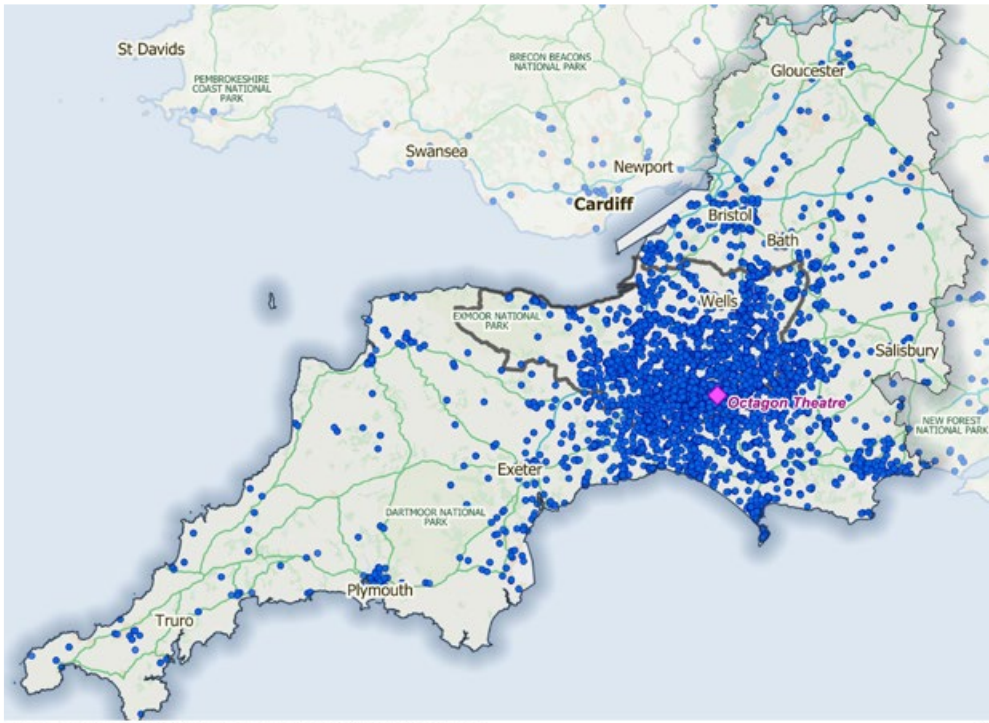 St Davids
PEMBROKESHIRE
COAST NATIONAL
PARK
BRECON BEACONS
NATIONAL PARK
Gloucester
Swansea
Newport
Cardiff
Bristol
Bath
Wells
EXMOOR NATIONAL
PARK
Salisbury
Octagon Theatre
NEW FOREST
NATIONAL PARK
Exeter
DARTMOOR NATIONAL
PARK
Plymouth
Truro